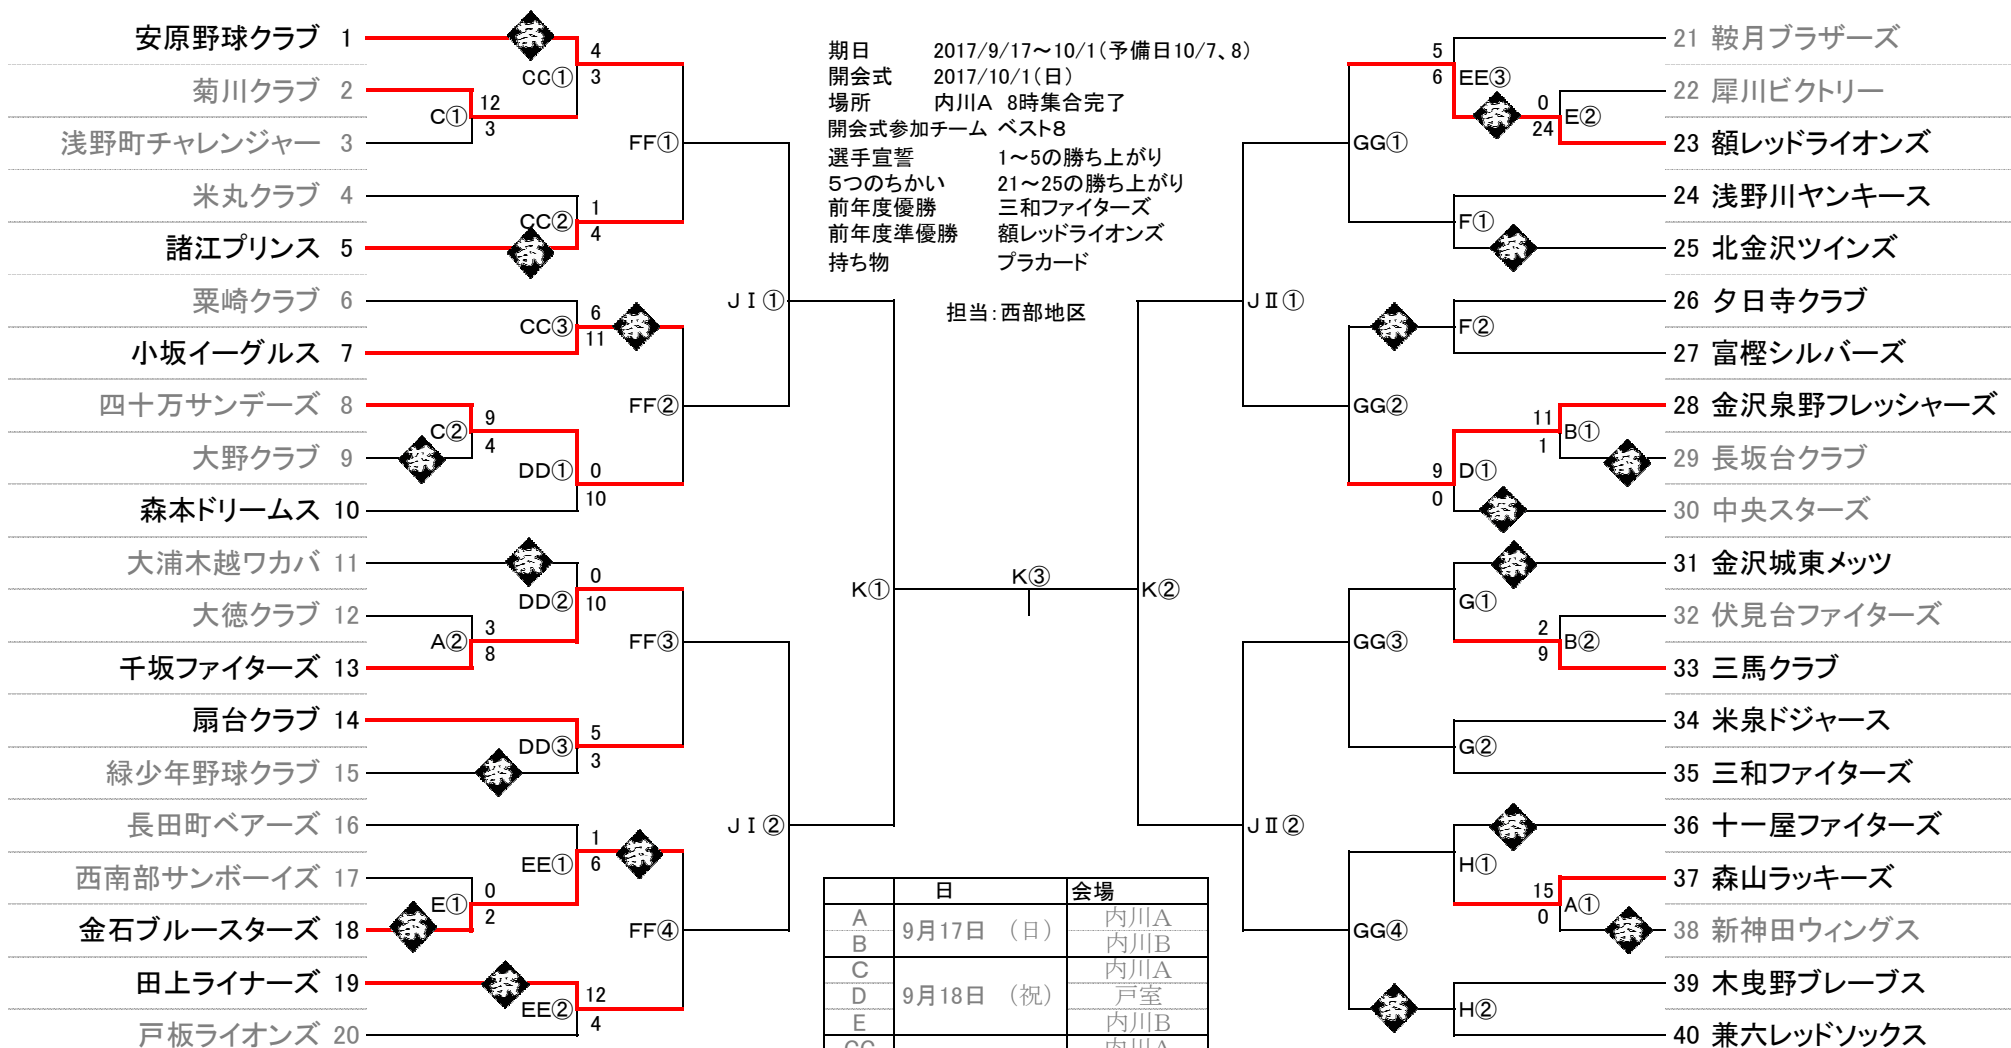 安原野球クラブ 1
菊川クラブ 2
浅野町チャレンジャー 3
米丸クラブ 4
諸江プリンス 5
粟崎クラブ 6
小坂イーグルス 7
四十万サンデーズ 8
大野クラブ 9
森本ドリームス 10
大浦木越ワカバ 11
大徳クラブ 12
千坂ファイターズ 13
扇台クラブ 14
緑少年野球クラブ 15
長田町ベアーズ 16
西南部サンボーイズ 17
金石ブルースターズ 18
田上ライナーズ 19
戸板ライオンズ 20
C① 12 3
C② 9 4
A② 3 8
E① 0 2
CC① 4 3
CC② 1 4
CC③ 6 11
DD① 0 10
DD② 0 10
DD③ 5 3
EE① 1 6
EE② 12 4
FF①
FF②
FF③
FF④
JⅠ①
JⅠ②
K①
K③
K②
期日 2017/9/17～10/1(予備日10/7、8)
開会式 2017/10/1(日)
場所 内川A 8時集合完了
開会式参加チーム ベスト8
選手宣誓 1～5の勝ち上がり
5つのちかい 21～25の勝ち上がり
前年度優勝 三和ファイターズ
前年度準優勝 額レッドライオンズ
持ち物 プラカード
担当:西部地区
日 会場
A 9月17日 (日) 内川A
B 内川B
C 内川A
D 9月18日 (祝) 戸室
E 内川B
CC 内川A
JⅡ①
JⅡ②
GG①
GG②
GG③
GG④
5 6 EE③
0 24 E②
F①
F②
11 1 B①
9 0 D①
G①
2 9 B②
G②
H①
15 0 A①
H②
21 鞍月ブラザーズ
22 犀川ビクトリー
23 額レッドライオンズ
24 浅野川ヤンキース
25 北金沢ツインズ
26 夕日寺クラブ
27 富樫シルバーズ
28 金沢泉野フレッシャーズ
29 長坂台クラブ
30 中央スターズ
31 金沢城東メッツ
32 伏見台ファイターズ
33 三馬クラブ
34 米泉ドジャース
35 三和ファイターズ
36 十一屋ファイターズ
37 森山ラッキーズ
38 新神田ウィングス
39 木曳野ブレーブス
40 兼六レッドソックス